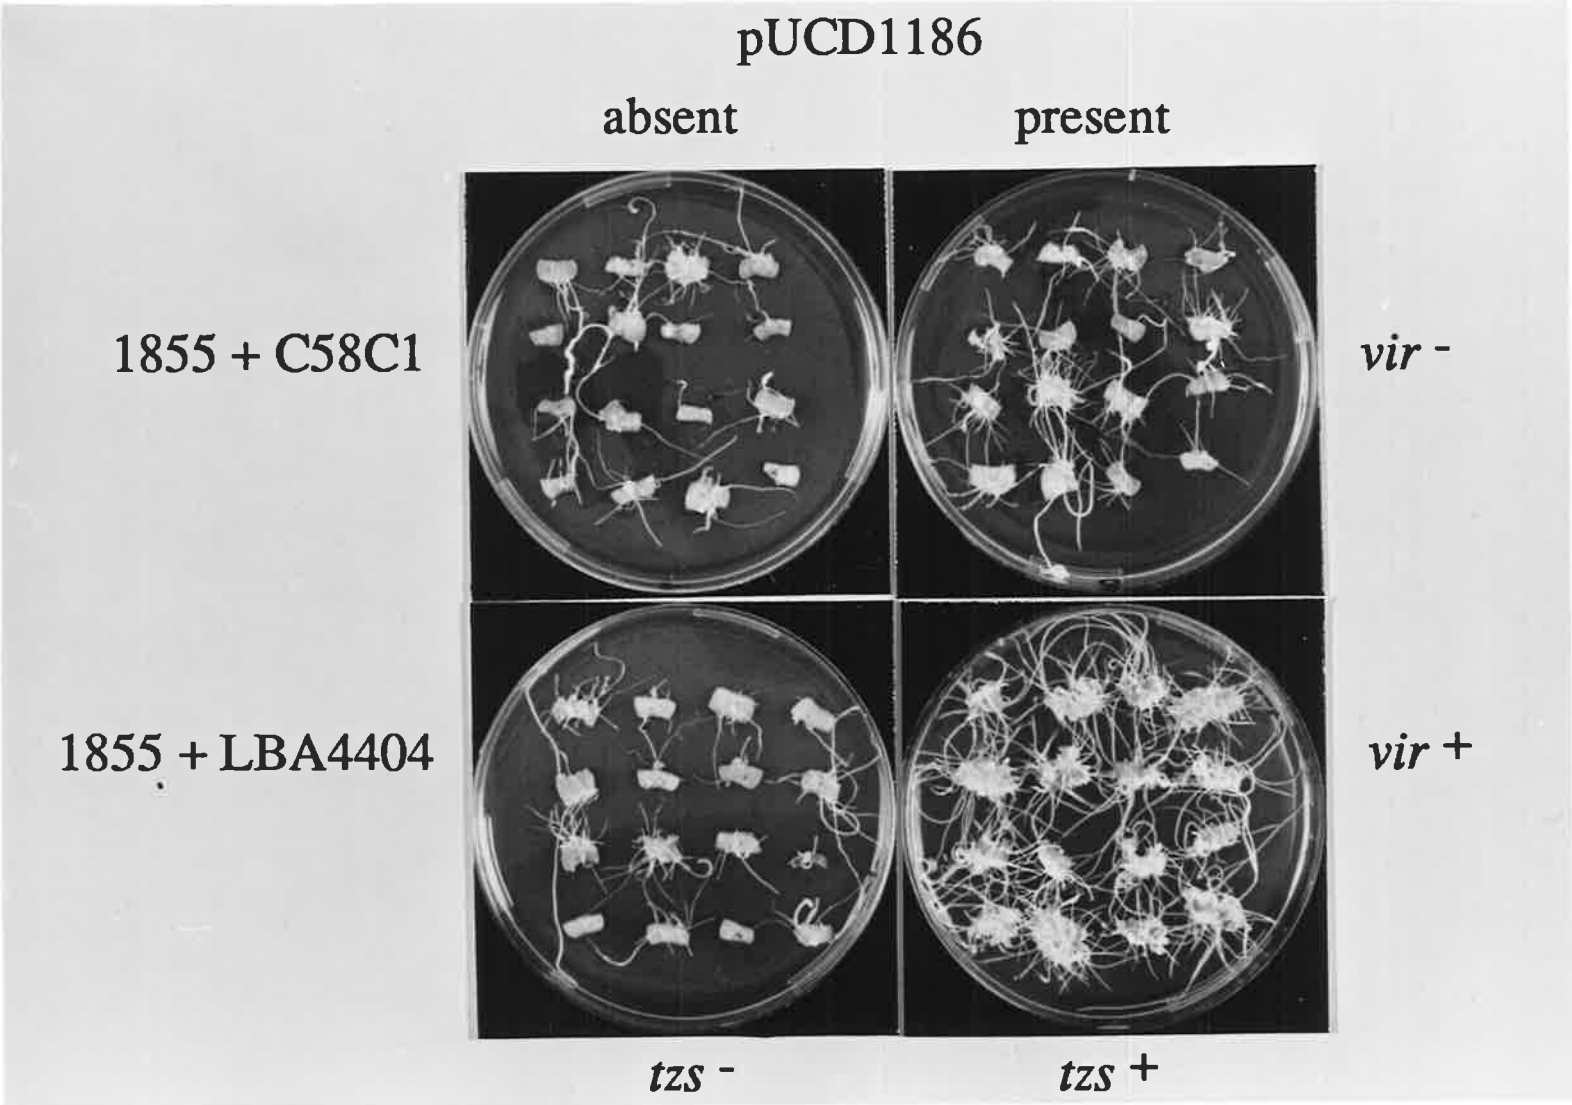 pUCD1186
absent present
1855 + C58C1 vir -
1855 + LBA4404 vir +
tzs - tzs +